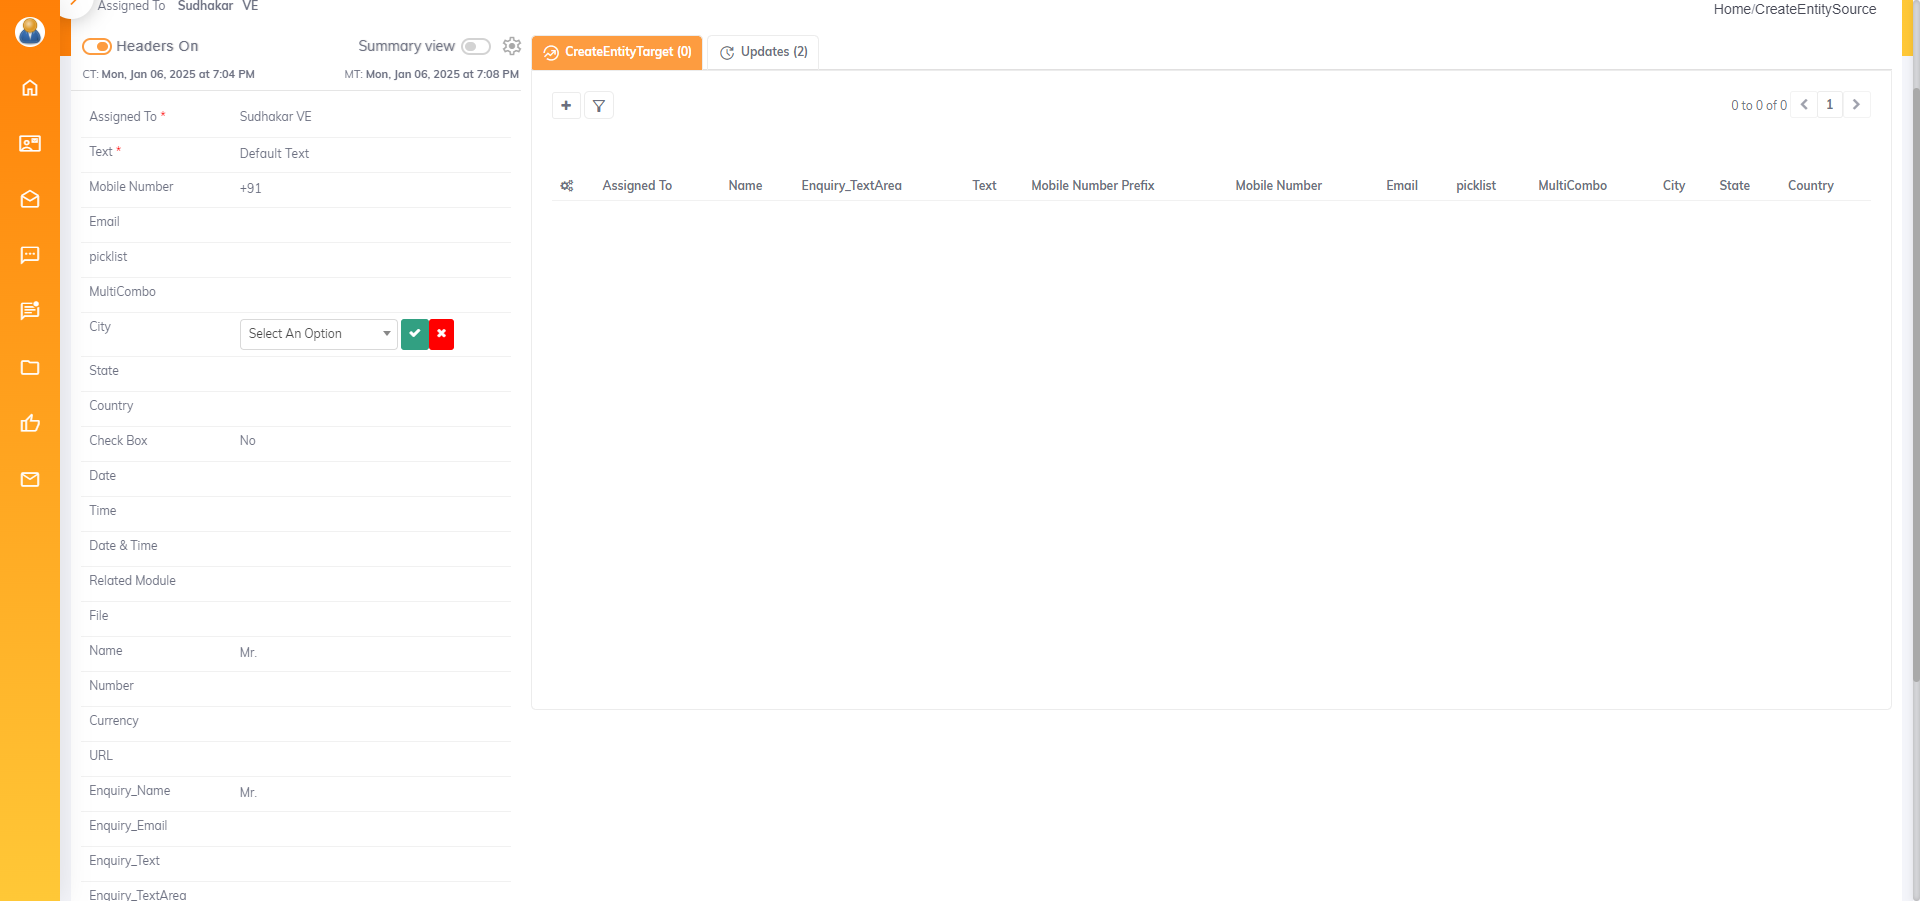 Assigned To Sudhakar VE
Home/CreateEntitySource
Headers On Summary view
CT: Mon, Jan 06, 2025 at 7:04 PM MT: Mon, Jan 06, 2025 at 7:08 PM
CreateEntityTarget (0) Updates (2)
0 to 0 of 0 1
Assigned To Name Enquiry_TextArea Text Mobile Number Prefix Mobile Number Email picklist MultiCombo City State Country
Assigned To * Sudhakar VE
Text * Default Text
Mobile Number +91
Email
picklist
MultiCombo
City Select An Option
State
Country
Check Box No
Date
Time
Date & Time
Related Module
File
Name Mr.
Number
Currency
URL
Enquiry_Name Mr.
Enquiry_Email
Enquiry_Text
Enquiry_TextArea